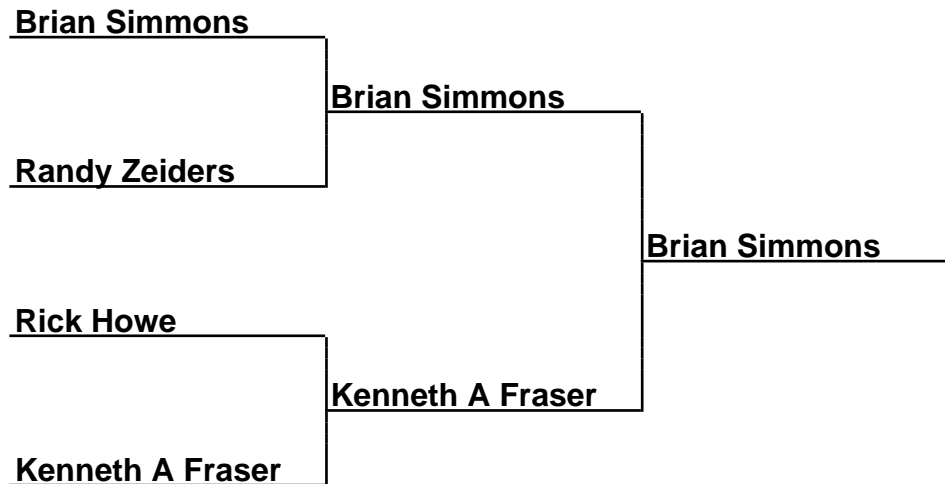 Brian Simmons
Brian Simmons
Randy Zeiders
Brian Simmons
Rick Howe
Kenneth A Fraser
Kenneth A Fraser